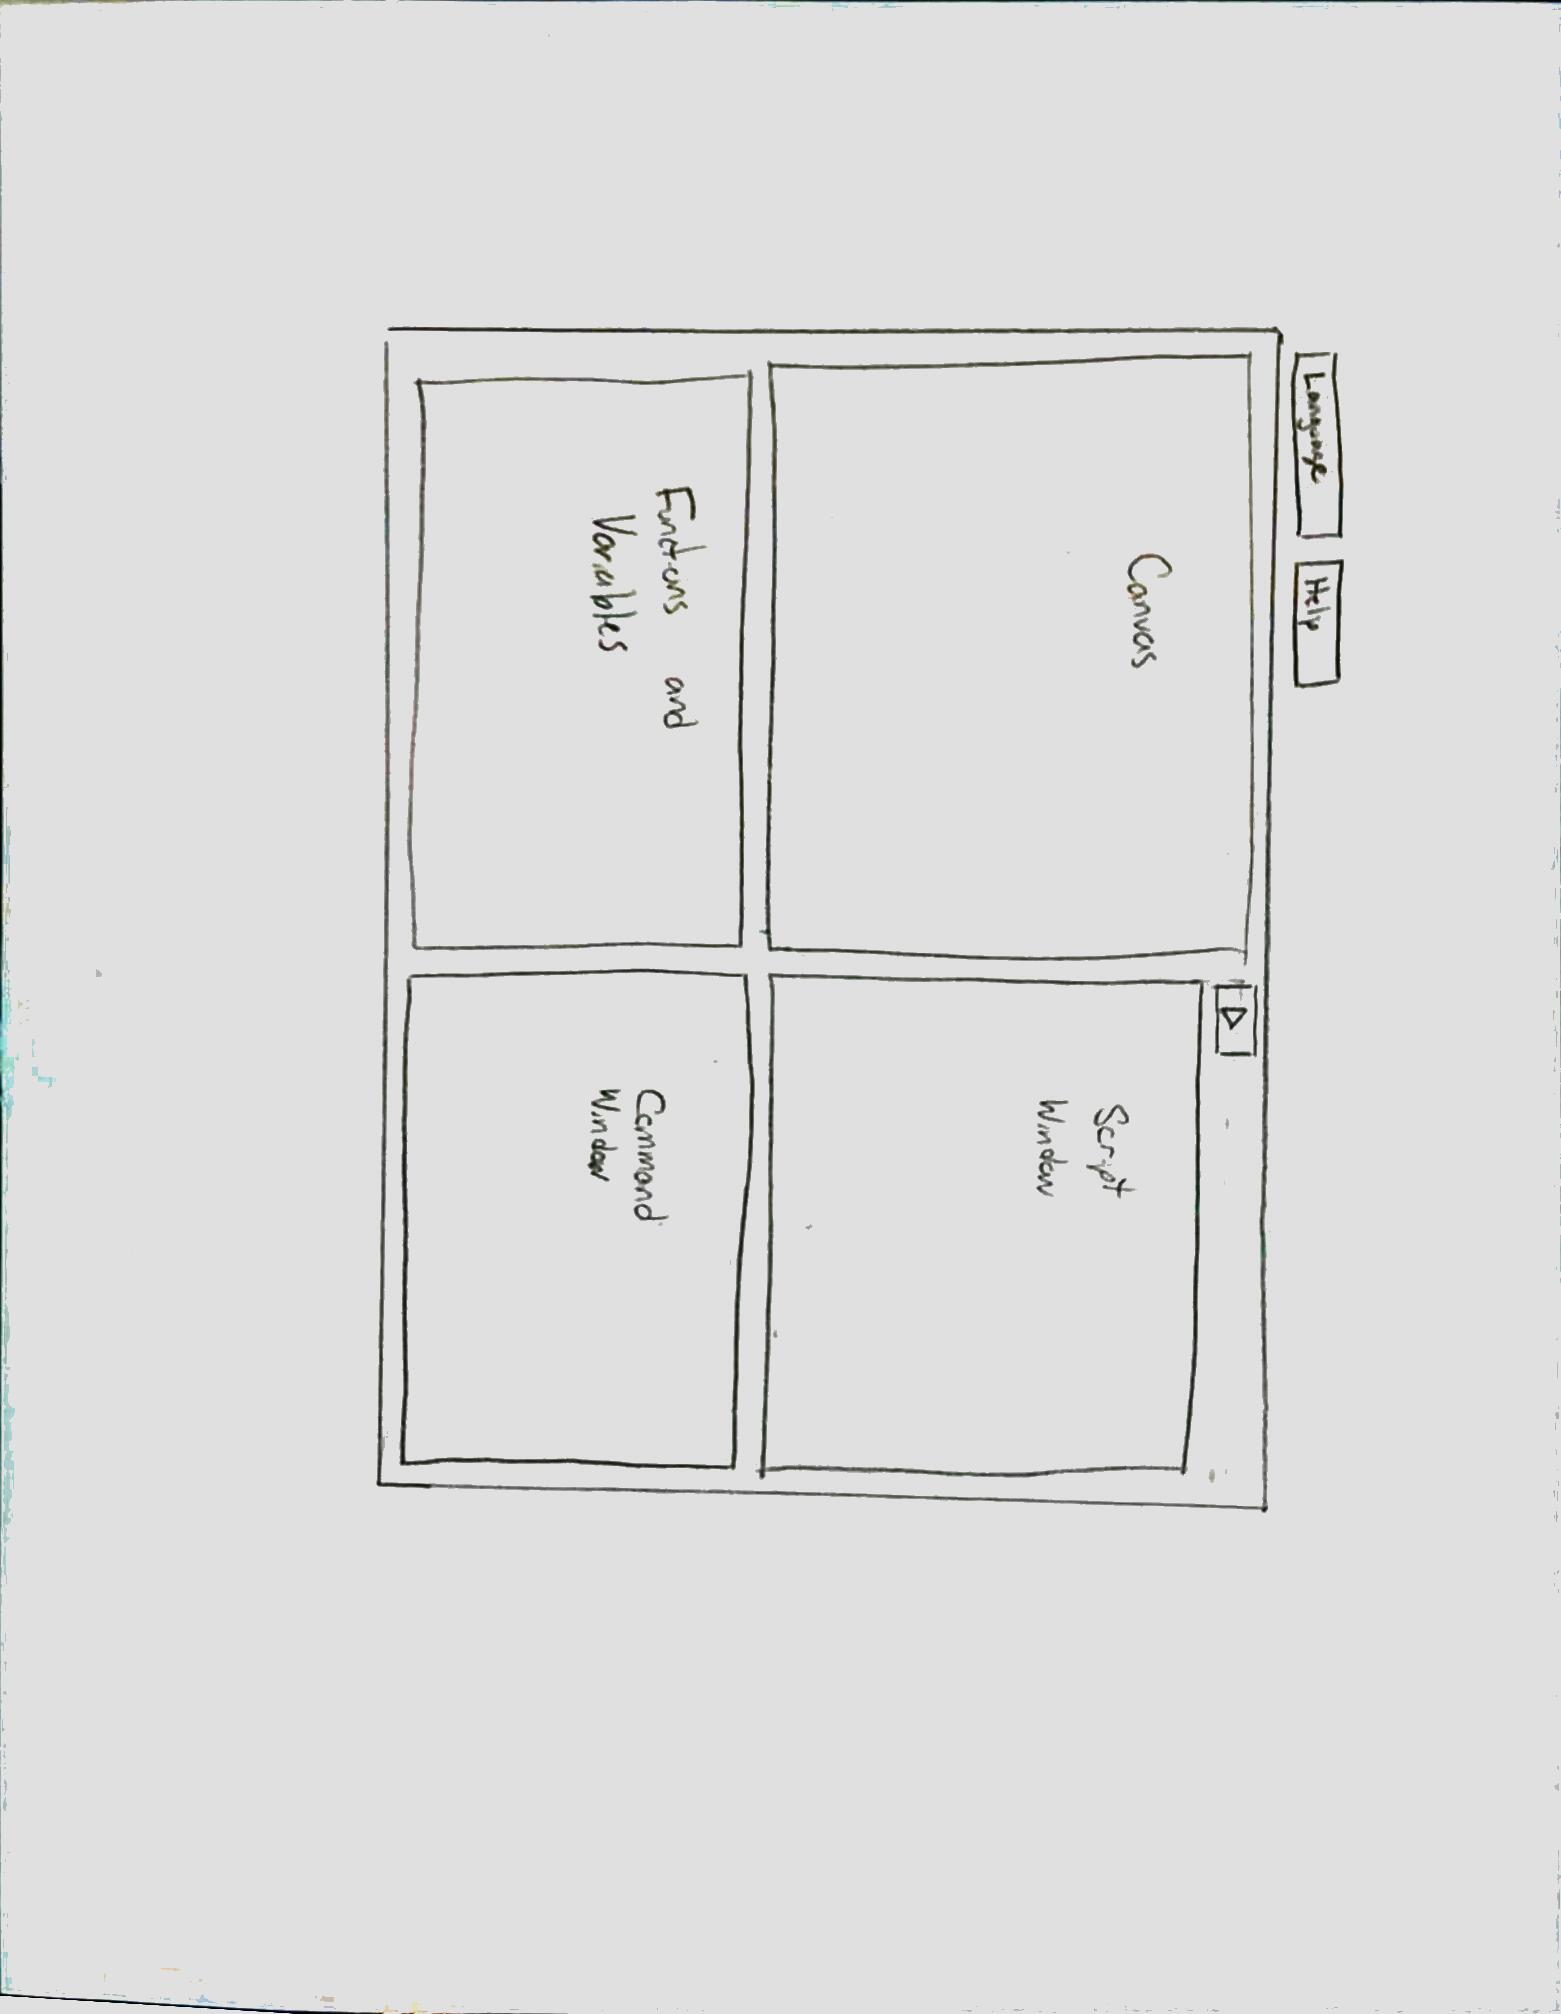 Language
Help
Canvas
Script
Window
Functions and
Variables
Command
Window